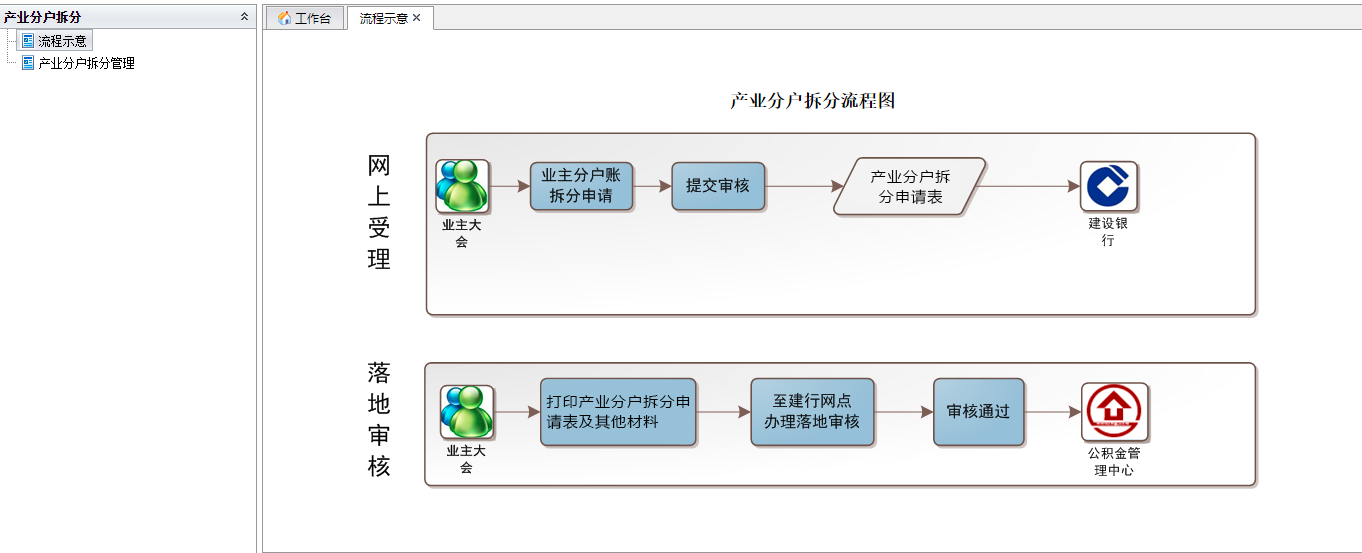 产业分户拆分
流程示意
产业分户拆分管理
工作台
流程示意
产业分户拆分流程图
网上受理
业主大
会
业主分户账
拆分申请
提交审核
产业分户拆
分申请表
建设银
行
落地审核
业主大
会
打印产业分户拆分申
请表及其他材料
至建行网点
办理落地审核
审核通过
公积金管
理中心